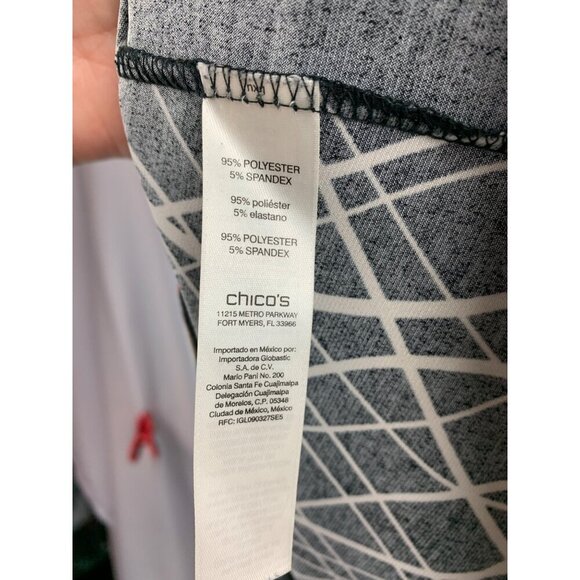 95% POLYESTER
5% SPANDEX
95% poliéster
5% elastano
95% POLYESTER
5% SPANDEX
chico's
11215 METRO PARKWAY
FORT MYERS, FL 33966
Importado en México por:
Importadora Globastic
S.A. de C.V.
Mario Pani No. 200
Colonia Santa Fe Cuajimalpa
Delegación Cuajimalpa
de Morelos, C.P. 05348
Ciudad de México, México
RFC: IGL090327SE5